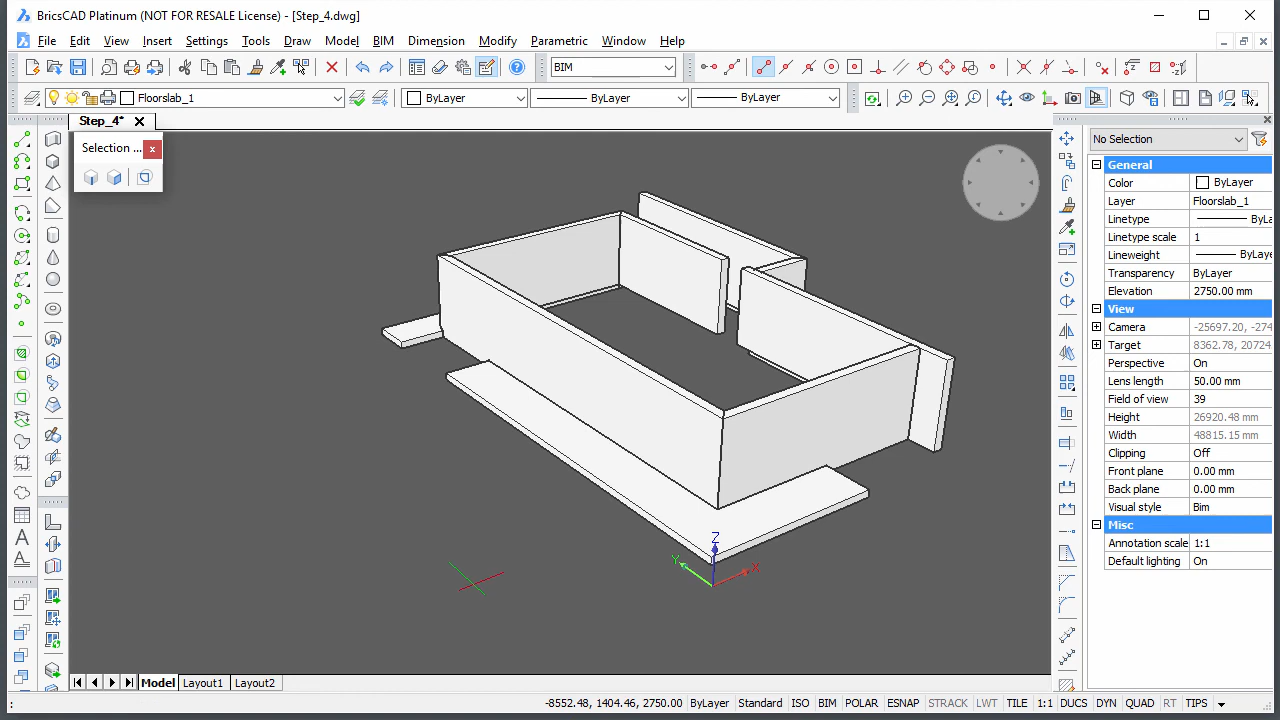 BricsCAD Platinum (NOT FOR RESALE License) - [Step_4.dwg]
File Edit View Insert Settings Tools Draw Model BIM Dimension Modify Parametric Window Help
BIM
Floorslab_1 ByLayer ByLayer ByLayer
Step_4*
Selection ...
No Selection
General
Color ByLayer
Layer Floorslab_1
Linetype ByLa
Linetype scale 1
Lineweight ByLaye
Transparency ByLayer
Elevation 2750.00 mm
View
Camera -25697.20, -274
Target 8362.78, 20724
Perspective On
Lens length 50.00 mm
Field of view 39
Height 26920.48 mm
Width 48815.15 mm
Clipping Off
Front plane 0.00 mm
Back plane 0.00 mm
Visual style Bim
Misc
Annotation scale 1:1
Default lighting On
Z
Y X
A
A
Model Layout1 Layout2
: -8552.48, 1404.46, 2750.00 ByLayer Standard ISO BIM POLAR ESNAP STRACK LWT TILE 1:1 DUCS DYN QUAD RT TIPS